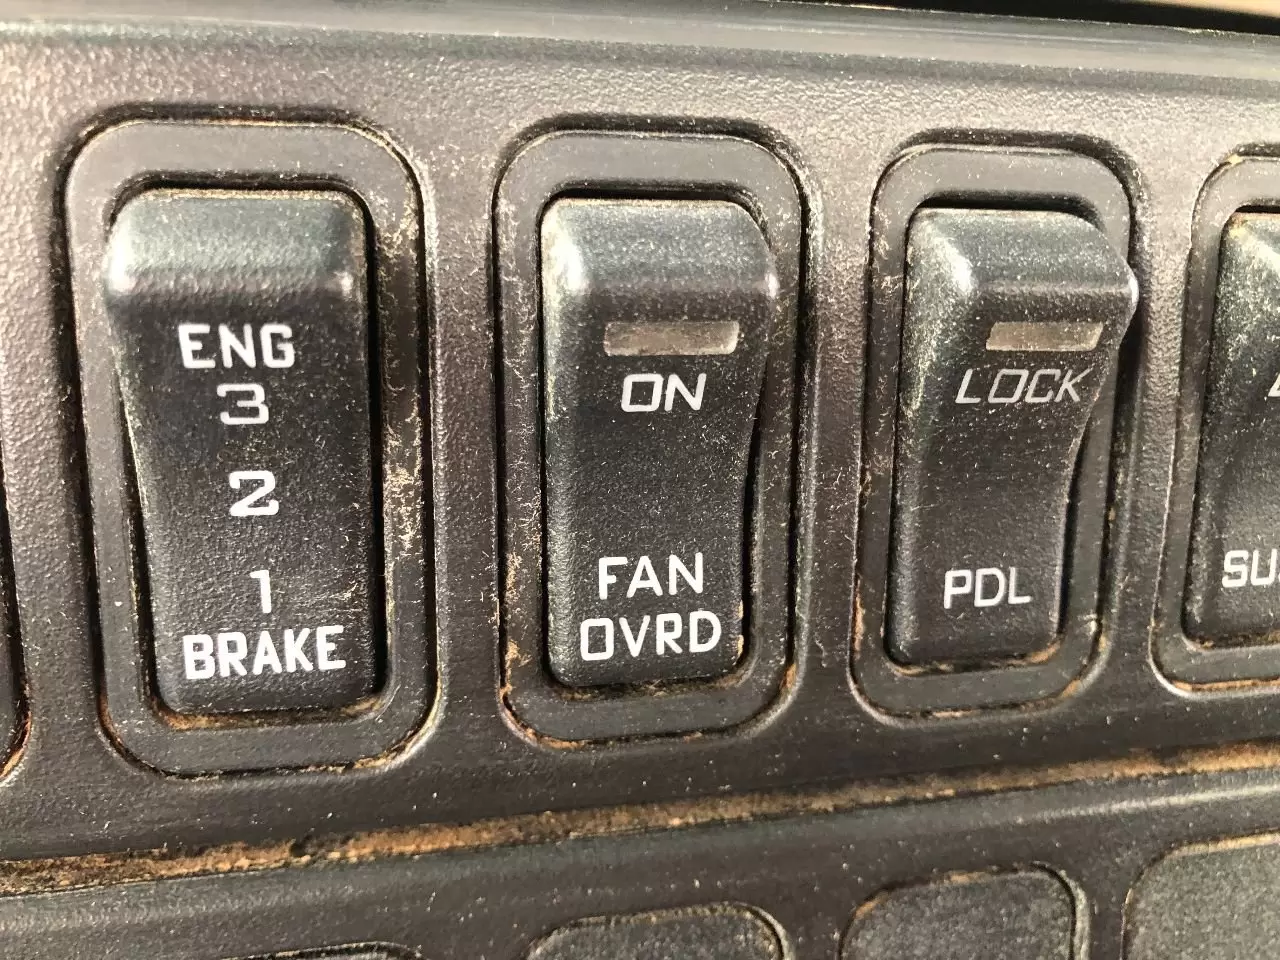 ENG
3
2
1
BRAKE
ON
FAN
OVRD
LOCK
PDL